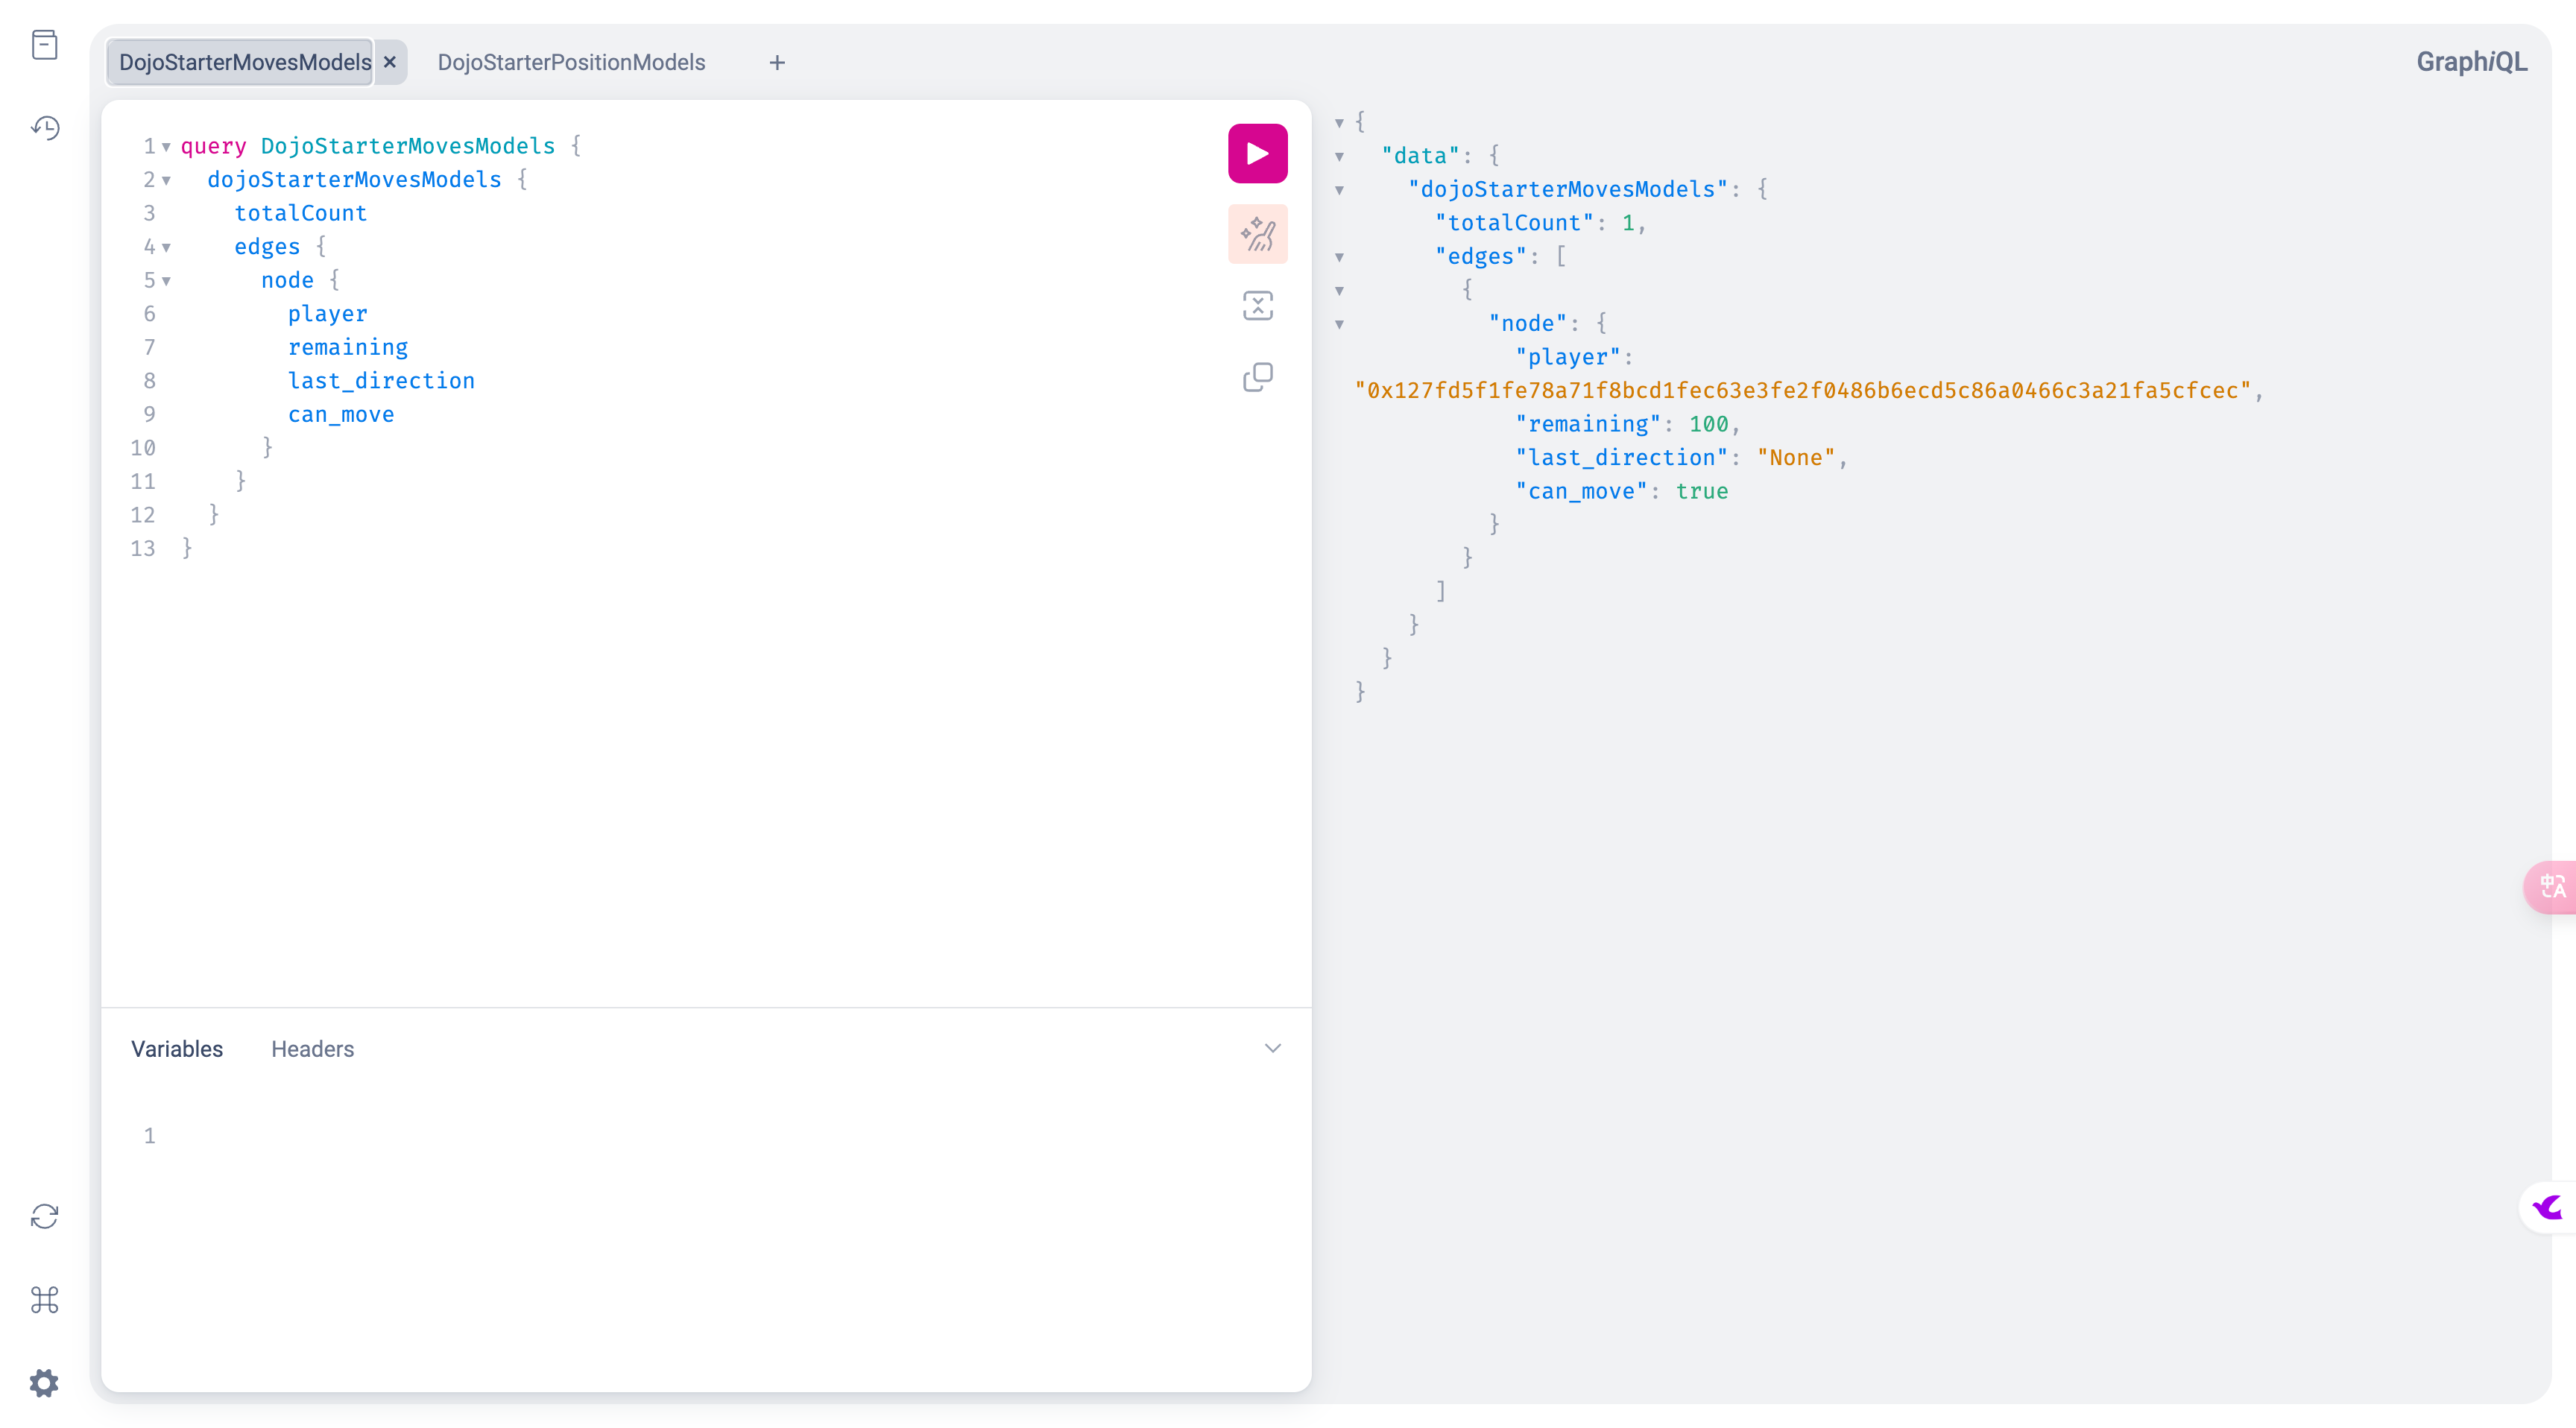 DojoStarterMovesModels ×
DojoStarterPositionModels +
GraphiQL
1 query DojoStarterMovesModels {
2 dojoStarterMovesModels {
3 totalCount
4 edges {
5 node {
6 player
7 remaining
8 last_direction
9 can_move
10 }
11 }
12 }
13 }
Variables
Headers
1
{
"data": {
"dojoStarterMovesModels": {
"totalCount": 1,
"edges": [
{
"node": {
"player":
"0x127fd5f1fe78a71f8bcd1fec63e3fe2f0486b6ecd5c86a0466c3a21fa5cfcec",
"remaining": 100,
"last_direction": "None",
"can_move": true
}
}
]
}
}
}
中A